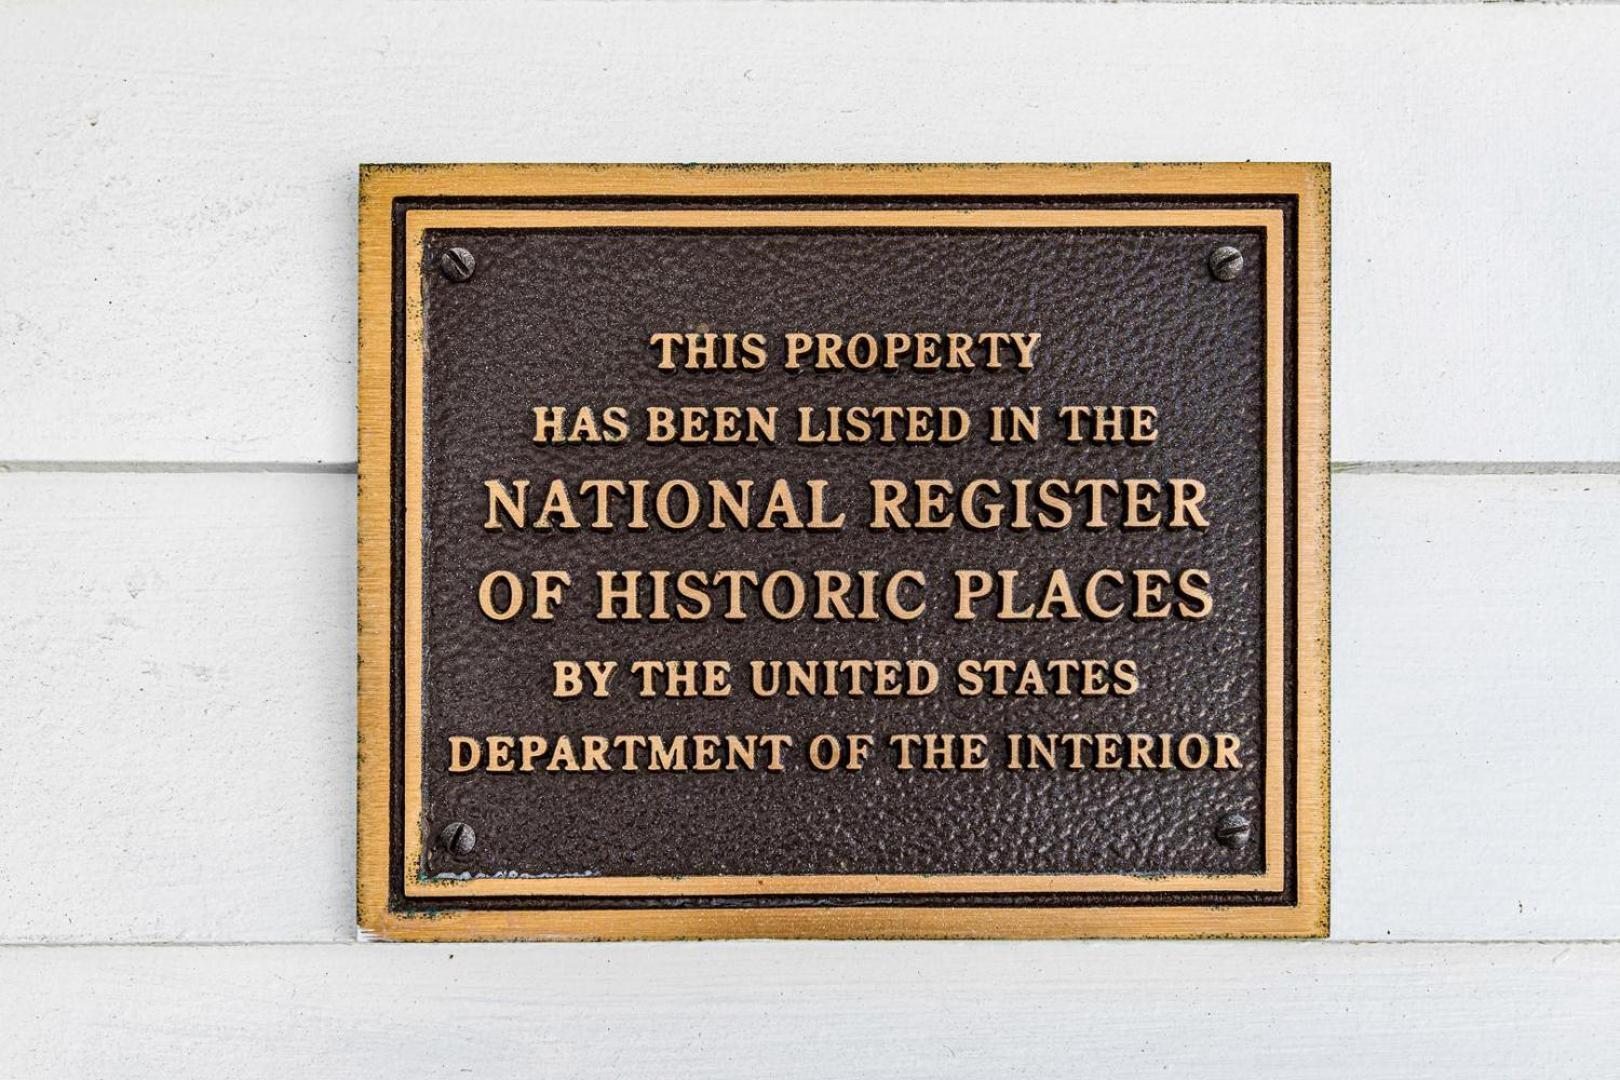 THIS PROPERTY
HAS BEEN LISTED IN THE
NATIONAL REGISTER
OF HISTORIC PLACES
BY THE UNITED STATES
DEPARTMENT OF THE INTERIOR